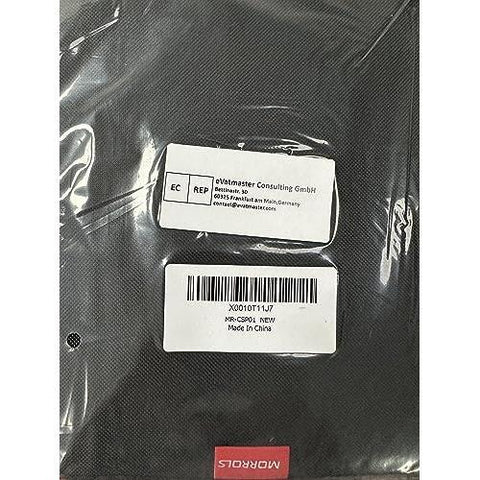 EC REP
eVatmaster Consulting GmbH
Bettinastr. 30
60325 Frankfurt am Main,Germany
contact@evatmaster.com
X0010T11J7
MR-CSP01 NEW
Made In China
MORROLS